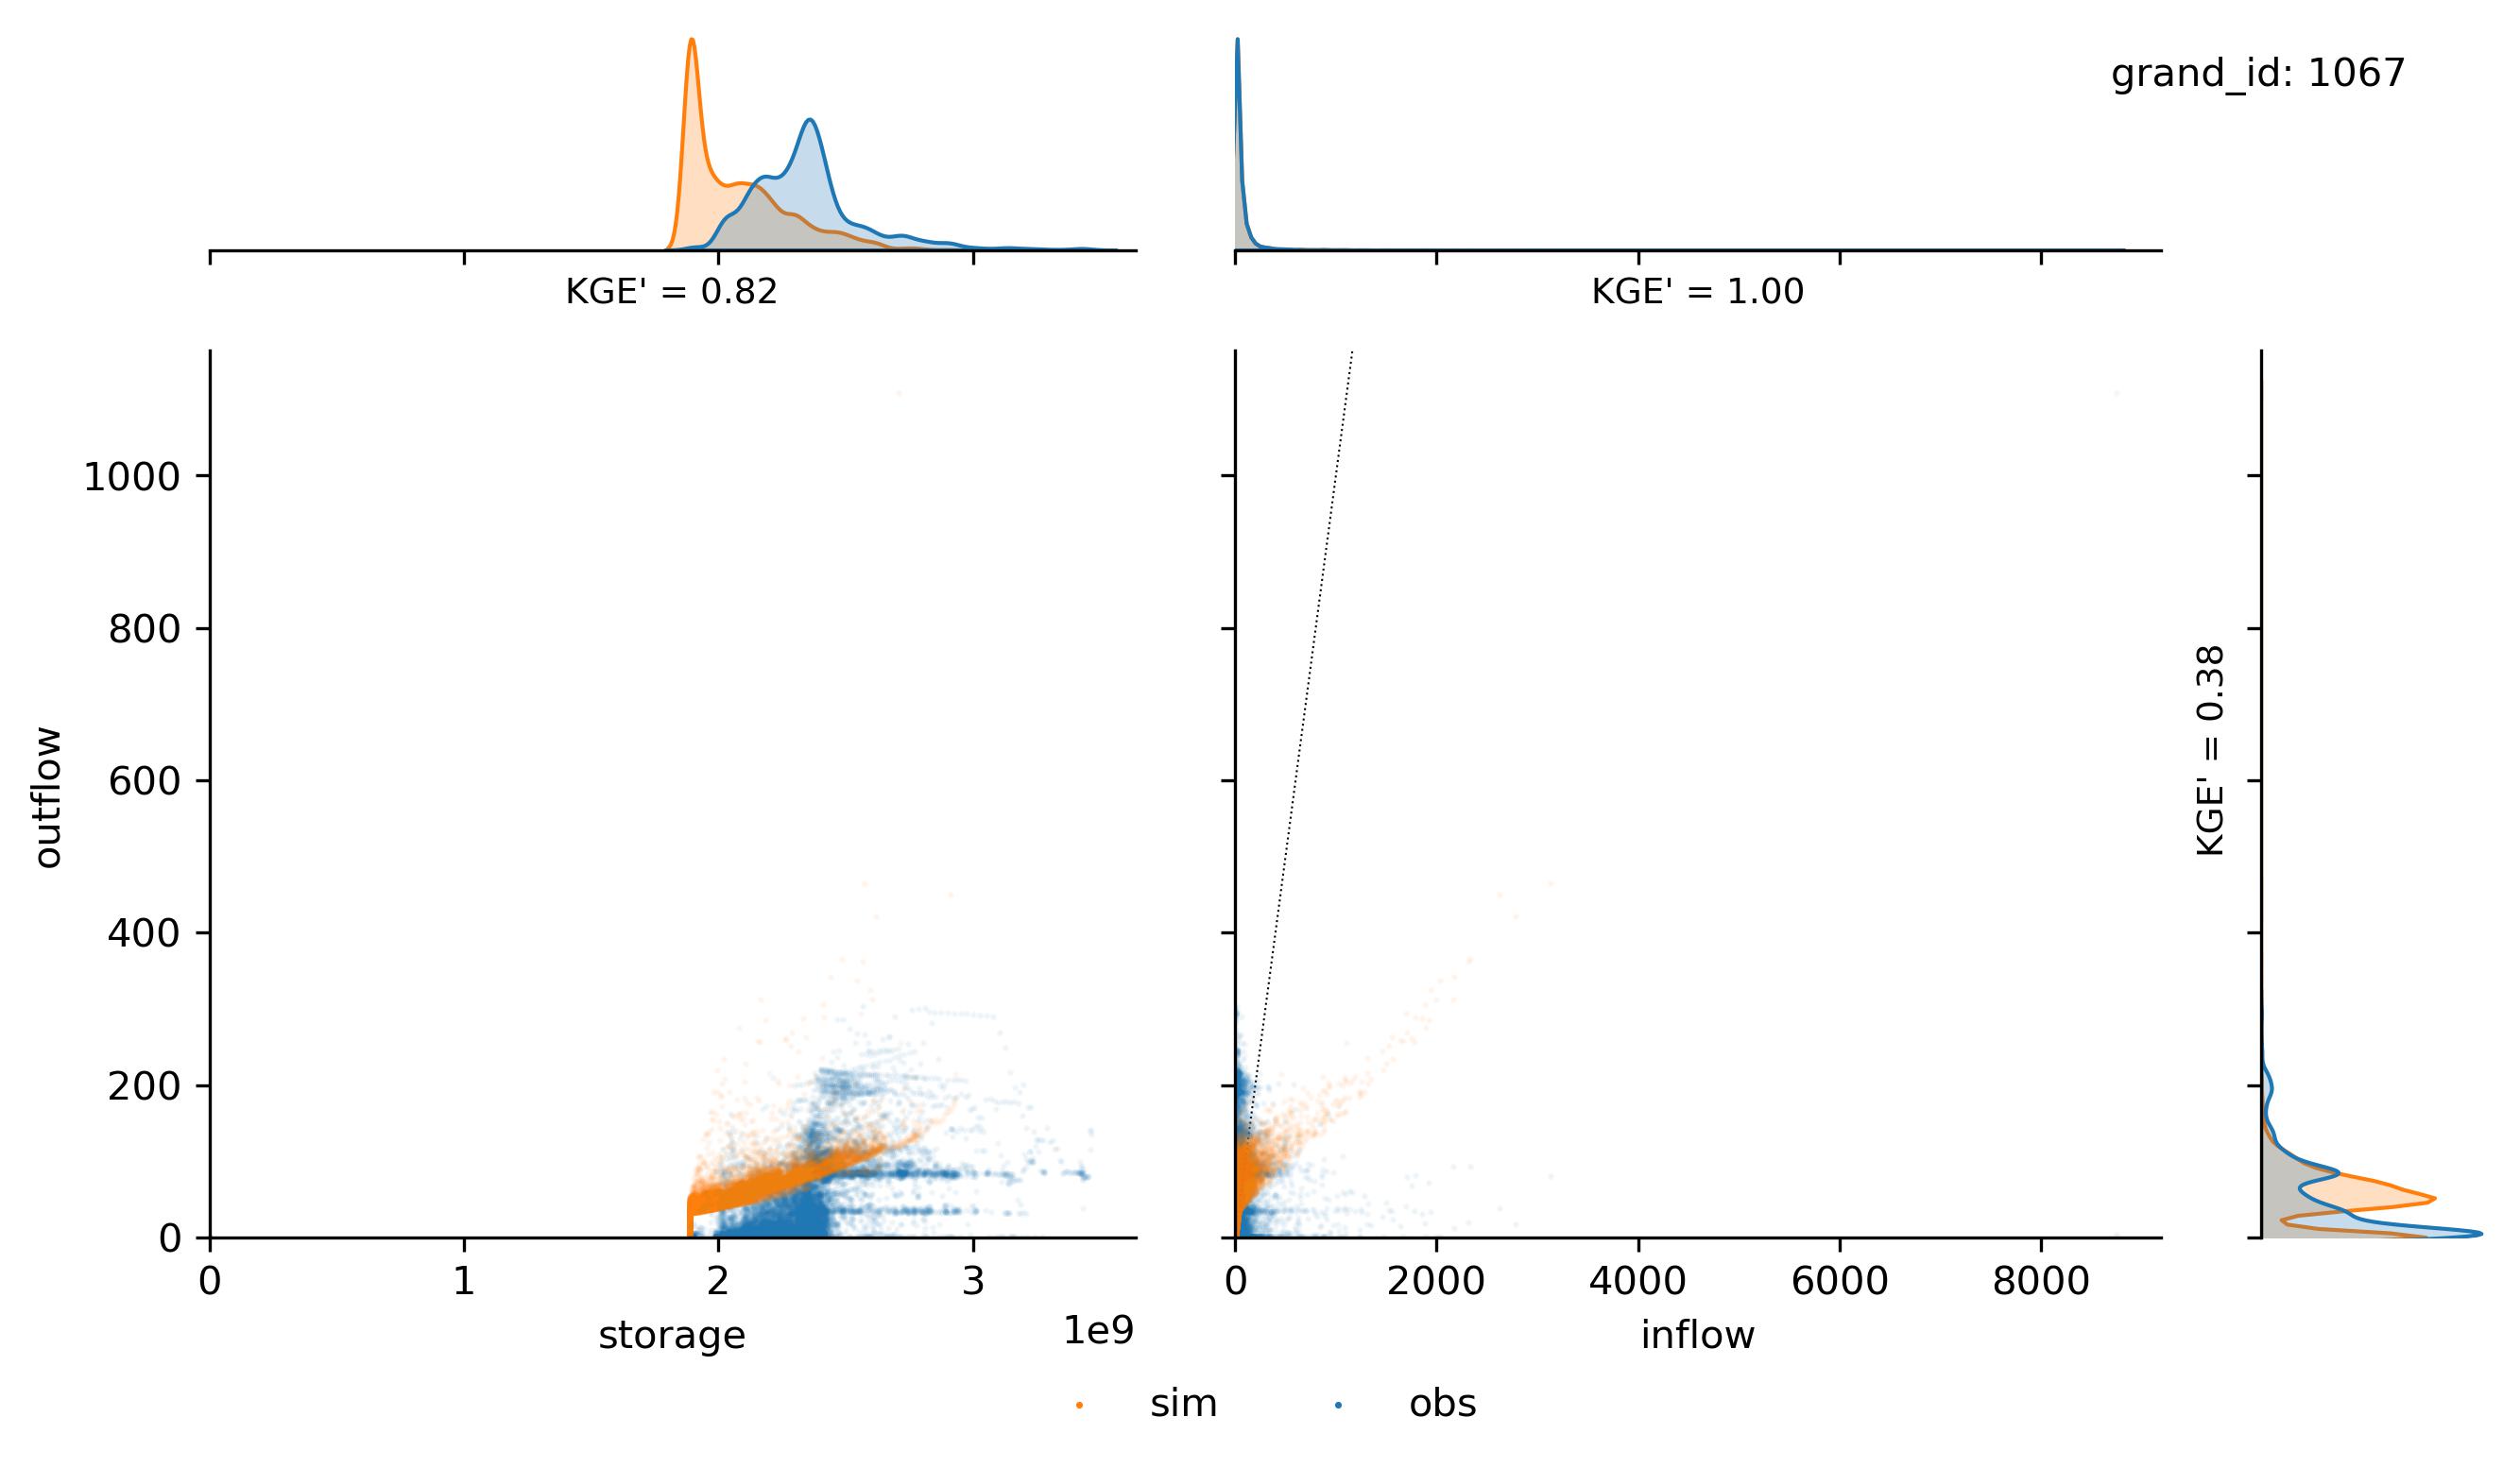 grand_id: 1067
KGE' = 0.82
KGE' = 1.00
outflow
1000
800
600
400
200
0
KGE' = 0.38
0 1 2 3
0 2000 4000 6000 8000
storage
1e9
inflow
sim
obs